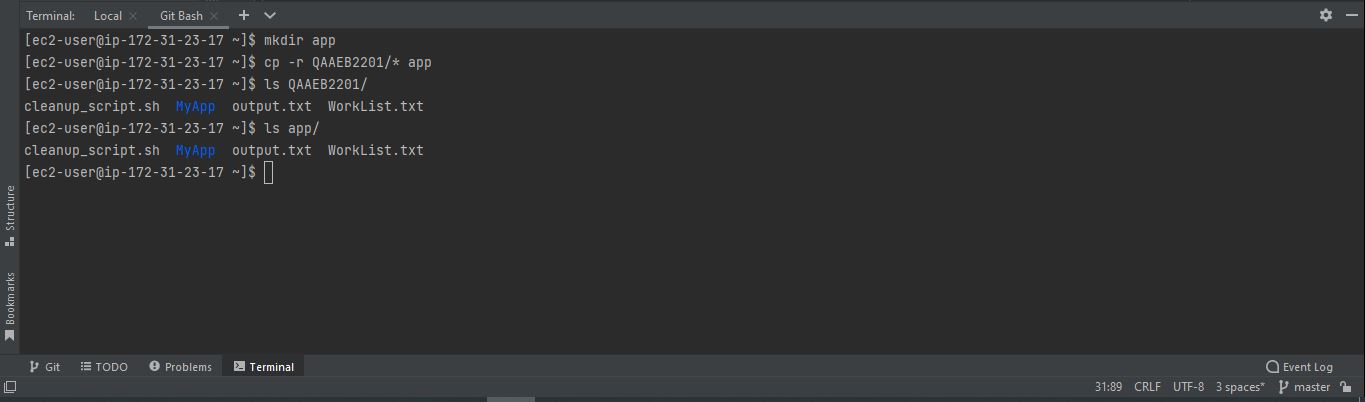 Terminal: Local Git Bash
[ec2-user@ip-172-31-23-17 ~]$ mkdir app
[ec2-user@ip-172-31-23-17 ~]$ cp -r QAAEB2201/* app
[ec2-user@ip-172-31-23-17 ~]$ ls QAAEB2201/
cleanup_script.sh  MyApp  output.txt  WorkList.txt
[ec2-user@ip-172-31-23-17 ~]$ ls app/
cleanup_script.sh  MyApp  output.txt  WorkList.txt
[ec2-user@ip-172-31-23-17 ~]$
Structure
Bookmarks
Git TODO Problems Terminal Event Log
31:89 CRLF UTF-8 3 spaces* master